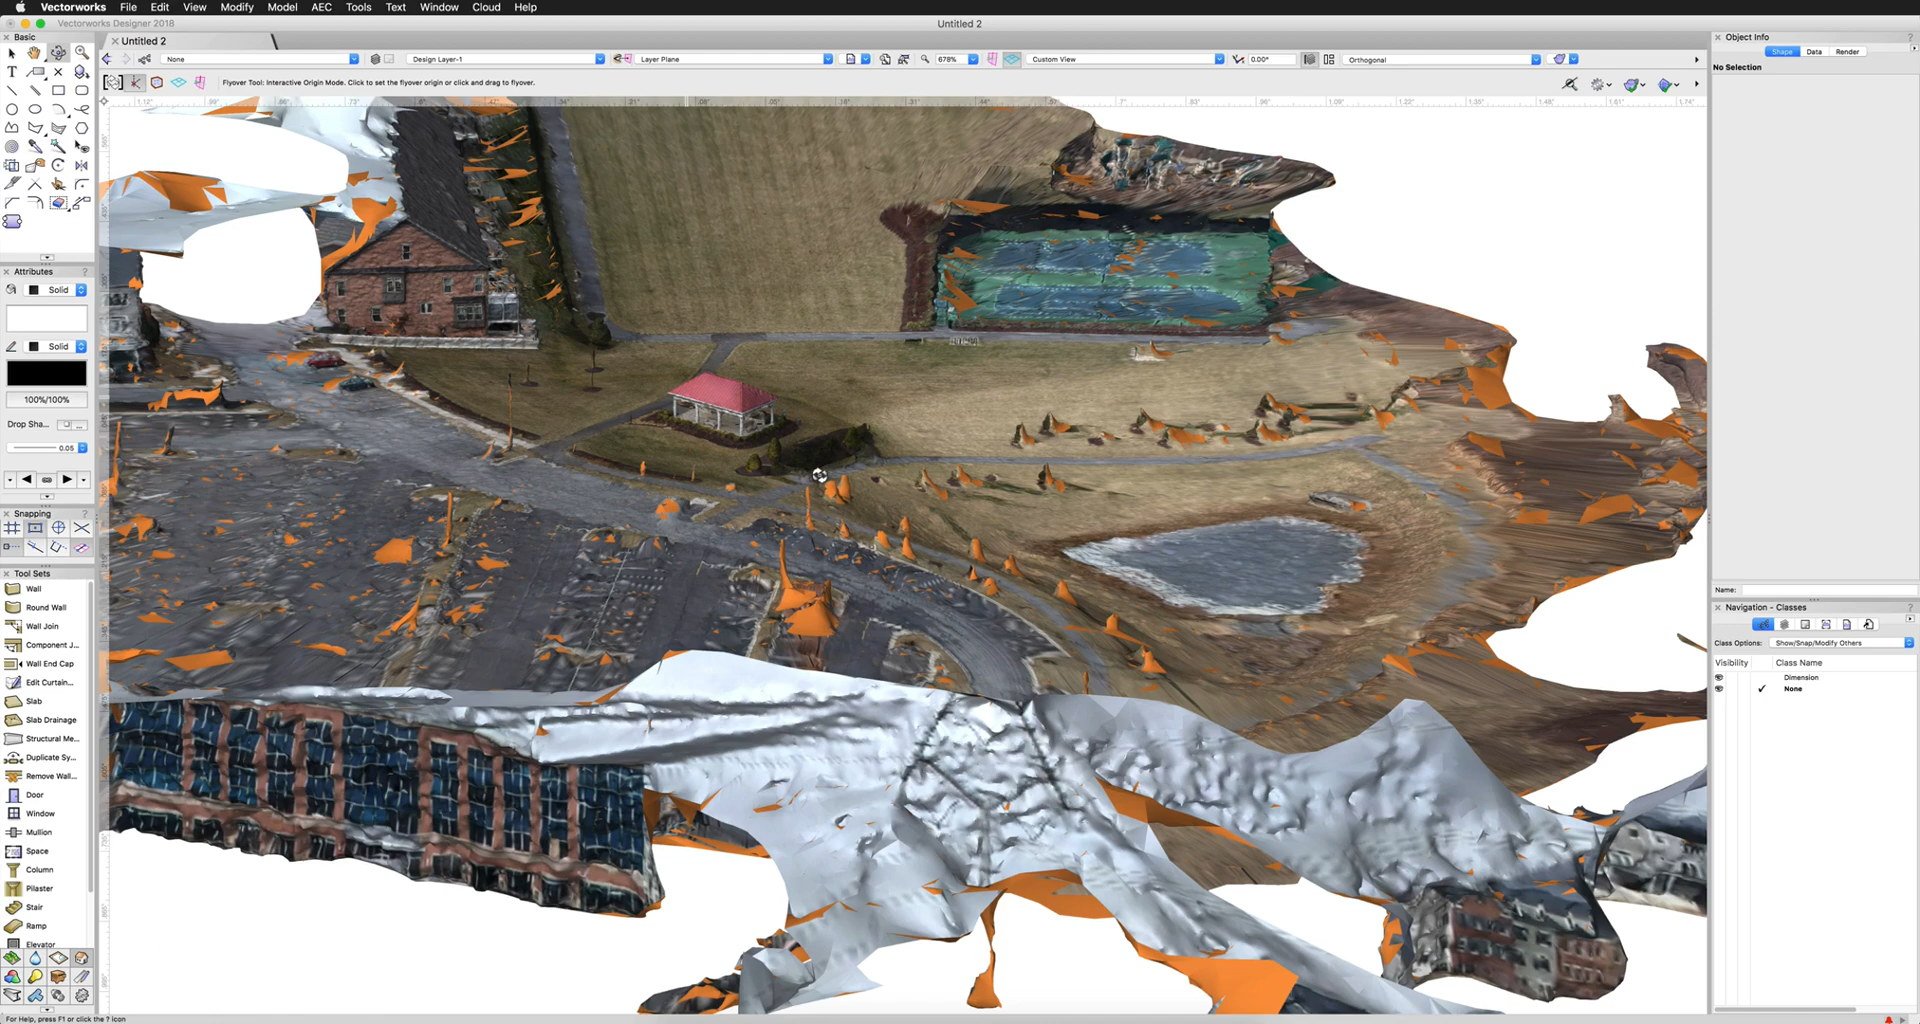 Vectorworks File Edit View Modify Model AEC Tools Text Window Cloud Help
Vectorworks Designer 2018
Untitled 2
Basic
Untitled 2
None
Design Layer-1
Layer Plane
678%
Custom View
0.00°
Orthogonal
Flyover Tool: Interactive Origin Mode. Click to set the flyover origin or click and drag to flyover.
Attributes
Solid
Solid
100%/100%
Drop Sha...
0.05
Snapping
Tool Sets
Wall
Round Wall
Wall Join
Component J...
Wall End Cap
Edit Curtain...
Slab
Slab Drainage
Structural Me...
Duplicate Sy...
Remove Wall...
Door
Window
Mullion
Space
Column
Pilaster
Stair
Ramp
Elevator
For Help, press F1 or click the ? icon
Object Info
Shape Data Render
No Selection
Name:
Navigation - Classes
Class Options: Show/Snap/Modify Others
Visibility Class Name
Dimension
None